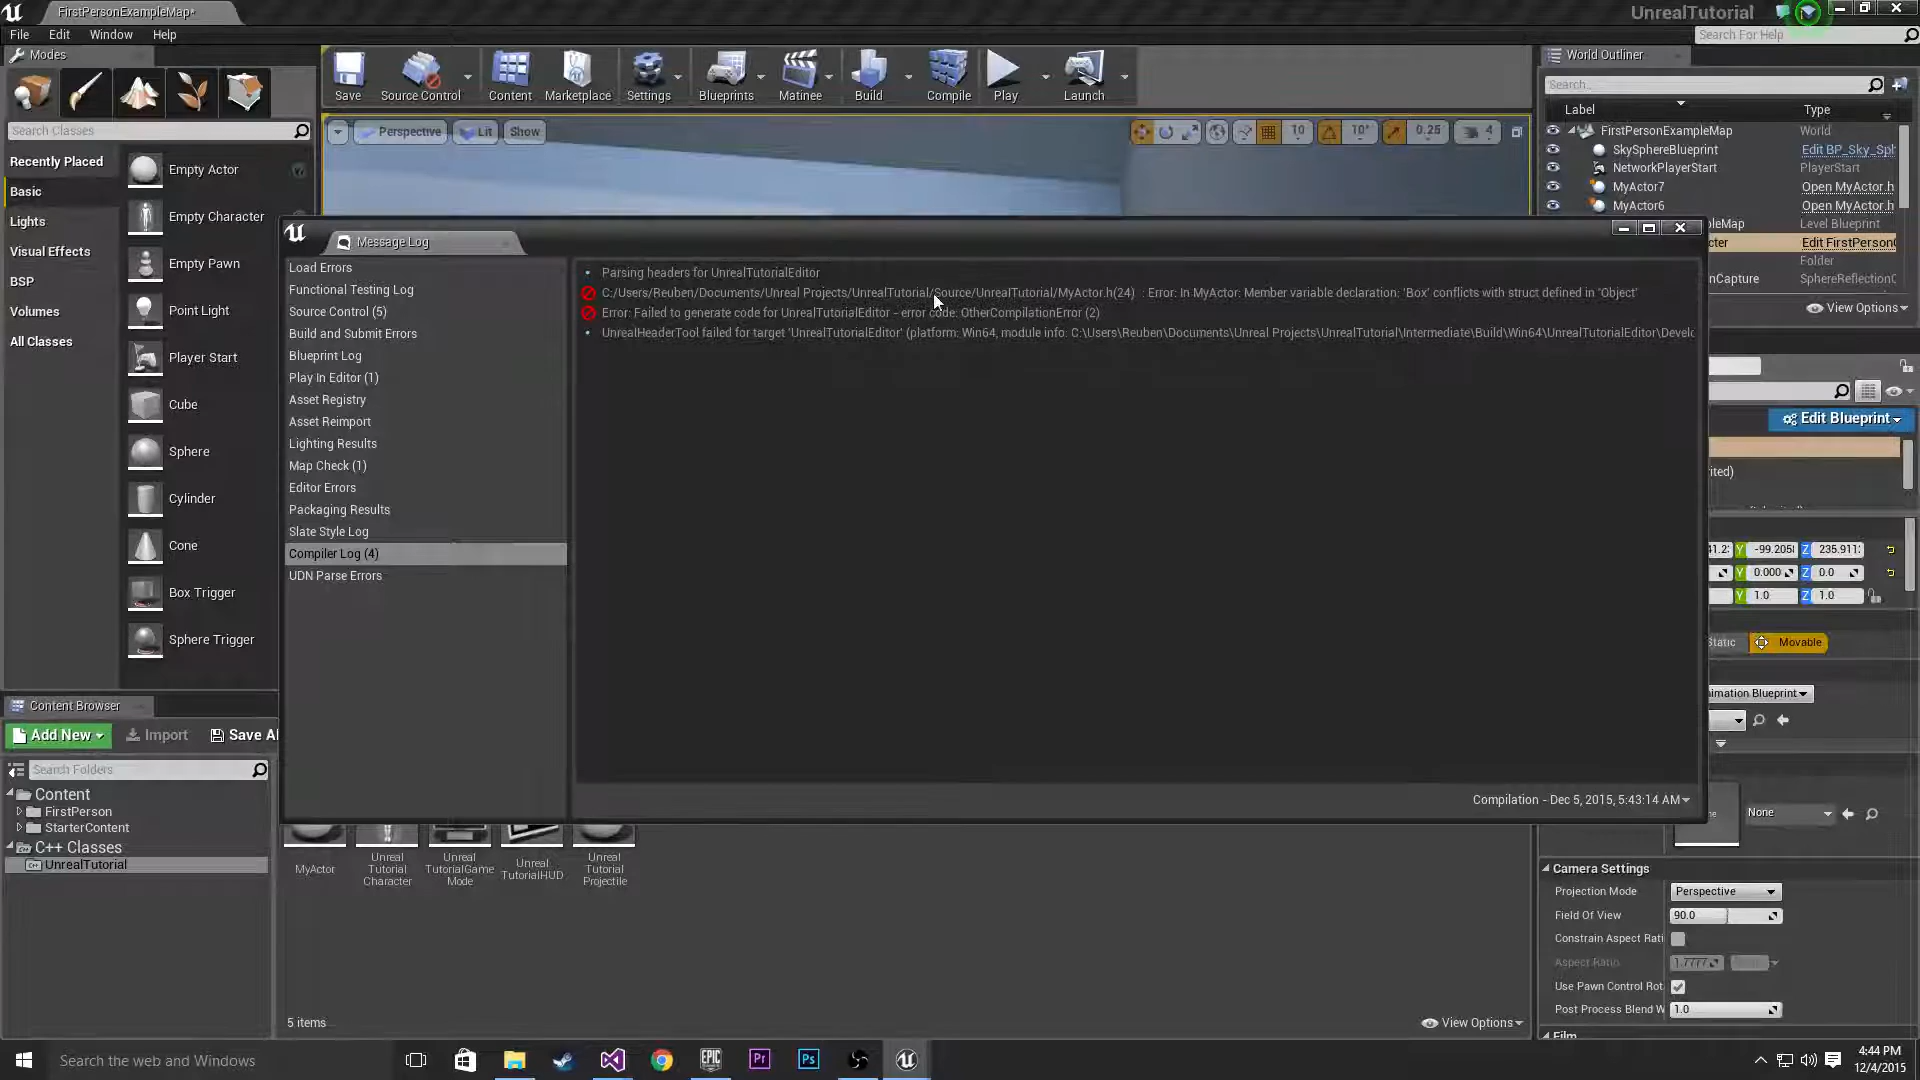 FirstPersonExampleMap*
UnrealTutorial
File Edit Window Help
Search For Help
Modes
Save Source Control Content Marketplace Settings Blueprints Matinee Build Compile Play Launch
World Outliner
Search...
Label Type
FirstPersonExampleMap World
SkySphereBlueprint Edit BP_Sky_Sph
NetworkPlayerStart PlayerStart
MyActor7 Open MyActor.h
MyActor6 Open MyActor.h
pleMap Level Blueprint
cter Edit FirstPersonC
Folder
nCapture SphereReflectionC
View Options
Search Classes
Perspective Lit Show
10 10° 0.25 4
Recently Placed
Basic
Lights
Visual Effects
BSP
Volumes
All Classes
Empty Actor
Empty Character
Empty Pawn
Point Light
Player Start
Cube
Sphere
Cylinder
Cone
Box Trigger
Sphere Trigger
Message Log
Load Errors
Functional Testing Log
Source Control (5)
Build and Submit Errors
Blueprint Log
Play In Editor (1)
Asset Registry
Asset Reimport
Lighting Results
Map Check (1)
Editor Errors
Packaging Results
Slate Style Log
Compiler Log (4)
UDN Parse Errors
Parsing headers for UnrealTutorialEditor
C:/Users/Reuben/Documents/Unreal Projects/UnrealTutorial/Source/UnrealTutorial/MyActor.h(24) : Error: In MyActor: Member variable declaration: 'Box' conflicts with struct defined in 'Object'
Error: Failed to generate code for UnrealTutorialEditor - error code: OtherCompilationError (2)
UnrealHeaderTool failed for target 'UnrealTutorialEditor' (platform: Win64, module info: C:\Users\Reuben\Documents\Unreal Projects\UnrealTutorial\Intermediate\Build\Win64\UnrealTutorialEditor\Develo
Compilation - Dec 5, 2015, 5:43:14 AM
Edit Blueprint
ited)
41.2 Y -99.205 Z 235.911
Y 0.000 Z 0.0
Y 1.0 Z 1.0
Static Movable
nimation Blueprint
None
Camera Settings
Projection Mode Perspective
Field Of View 90.0
Constrain Aspect Rati
Aspect Ratio 1.7777
Use Pawn Control Rot
Post Process Blend W 1.0
Film
Content Browser
Add New Import Save Al
Search Folders
Content
FirstPerson
StarterContent
C++ Classes
UnrealTutorial
MyActor
Unreal Tutorial Character
Unreal TutorialGame Mode
Unreal TutorialHUD
Unreal Tutorial Projectile
5 items
View Options
Search the web and Windows
EPIC
Pr
Ps
4:44 PM
12/4/2015